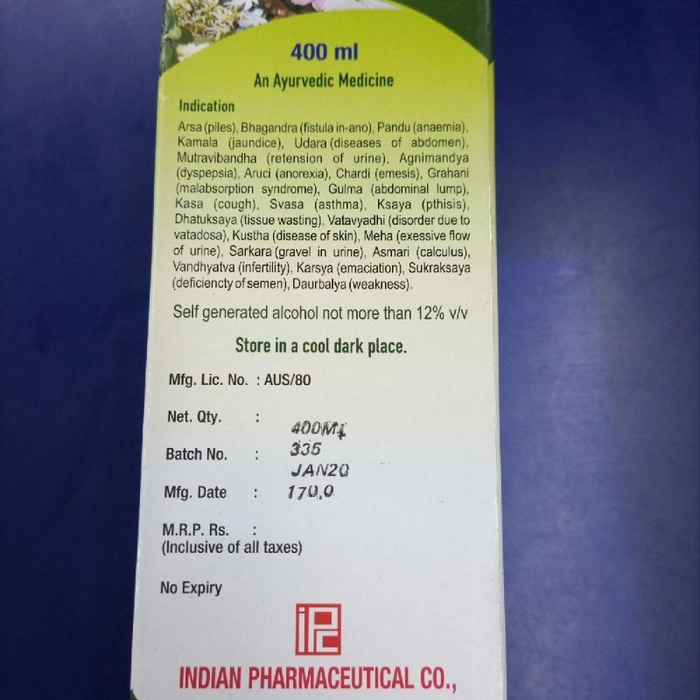 400 ml
An Ayurvedic Medicine
Indication
Arsa (piles), Bhagandra (fistula in-ano), Pandu (anaemia),
Kamala (jaundice), Udara (diseases of abdomen),
Mutravibandha (retension of urine), Agnimandya
(dyspepsia), Aruci (anorexia), Chardi (emesis), Grahani
(malabsorption syndrome), Gulma (abdominal lump),
Kasa (cough), Svasa (asthma), Ksaya (pthisis),
Dhatuksaya (tissue wasting), Vatavyadhi (disorder due to
vatadosa), Kustha (disease of skin), Meha (exessive flow
of urine), Sarkara (gravel in urine), Asmari (calculus),
Vandhyatva (infertility), Karsya (emaciation), Sukraksaya
(deficiencty of semen), Daurbalya (weakness).
Self generated alcohol not more than 12% v/v
Store in a cool dark place.
Mfg. Lic. No. : AUS/80
Net. Qty. : 400ML
Batch No. : 335
Mfg. Date : JAN20
M.R.P. Rs. : 170.0
(Inclusive of all taxes)
No Expiry
IPC
INDIAN PHARMACEUTICAL CO.,